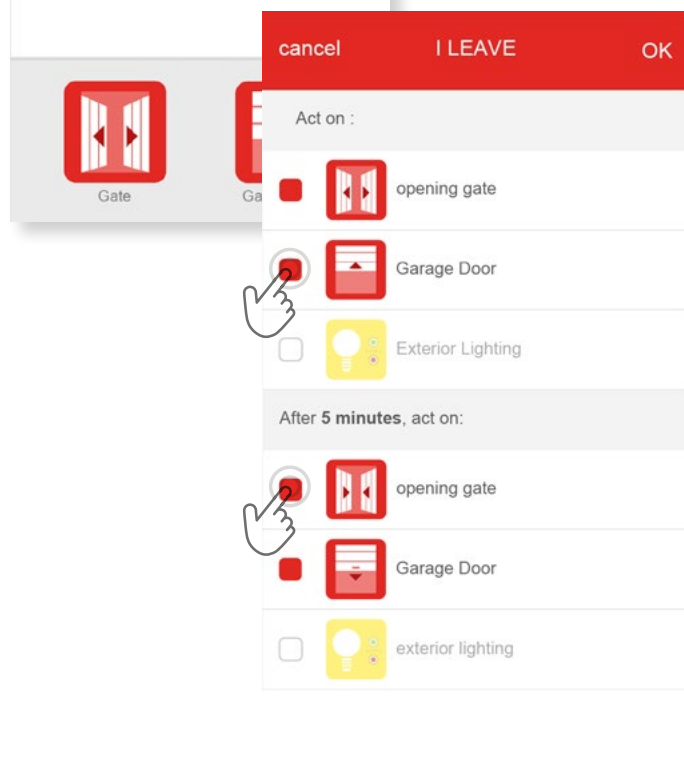 cancel I LEAVE OK
Act on :
opening gate
Gate Ga
Garage Door
Exterior Lighting
After 5 minutes, act on:
opening gate
Garage Door
exterior lighting